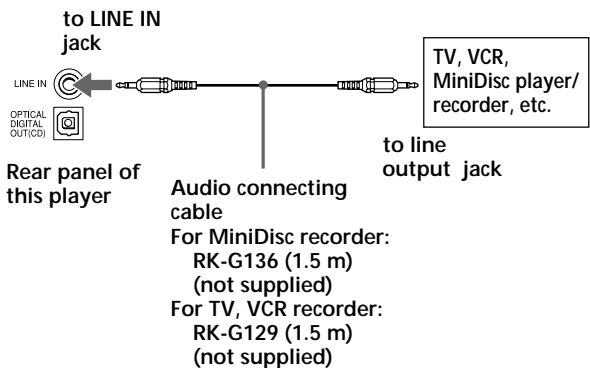 to LINE IN
jack
LINE IN
OPTICAL
DIGITAL
OUT(CD)
Rear panel of
this player
TV, VCR,
MiniDisc player/
recorder, etc.
to line
output jack
Audio connecting
cable
For MiniDisc recorder:
RK-G136 (1.5 m)
(not supplied)
For TV, VCR recorder:
RK-G129 (1.5 m)
(not supplied)